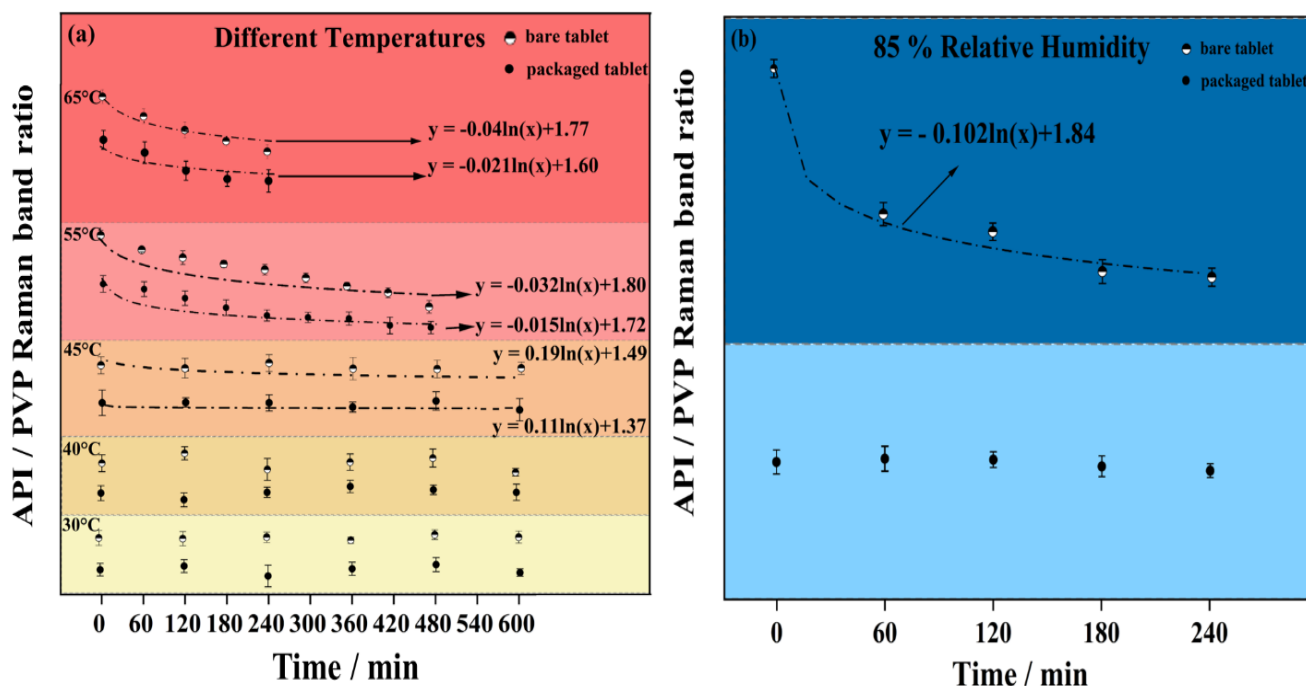 (a)
Different Temperatures
bare tablet
packaged tablet
65°C
y = -0.04ln(x)+1.77
y = -0.021ln(x)+1.60
55°C
y = -0.032ln(x)+1.80
y = -0.015ln(x)+1.72
45°C
y = 0.19ln(x)+1.49
y = 0.11ln(x)+1.37
40°C
30°C
API / PVP Raman band ratio
0 60 120 180 240 300 360 420 480 540 600
Time / min
(b)
85 % Relative Humidity
bare tablet
packaged tablet
y = - 0.102ln(x)+1.84
API / PVP Raman band ratio
0 60 120 180 240
Time / min